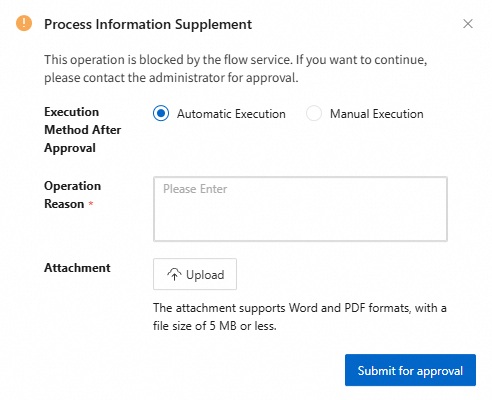 Process Information Supplement
This operation is blocked by the flow service. If you want to continue,
please contact the administrator for approval.
Execution
Method After
Approval
Automatic Execution
Manual Execution
Operation
Reason *
Please Enter
Attachment
Upload
The attachment supports Word and PDF formats, with a
file size of 5 MB or less.
Submit for approval